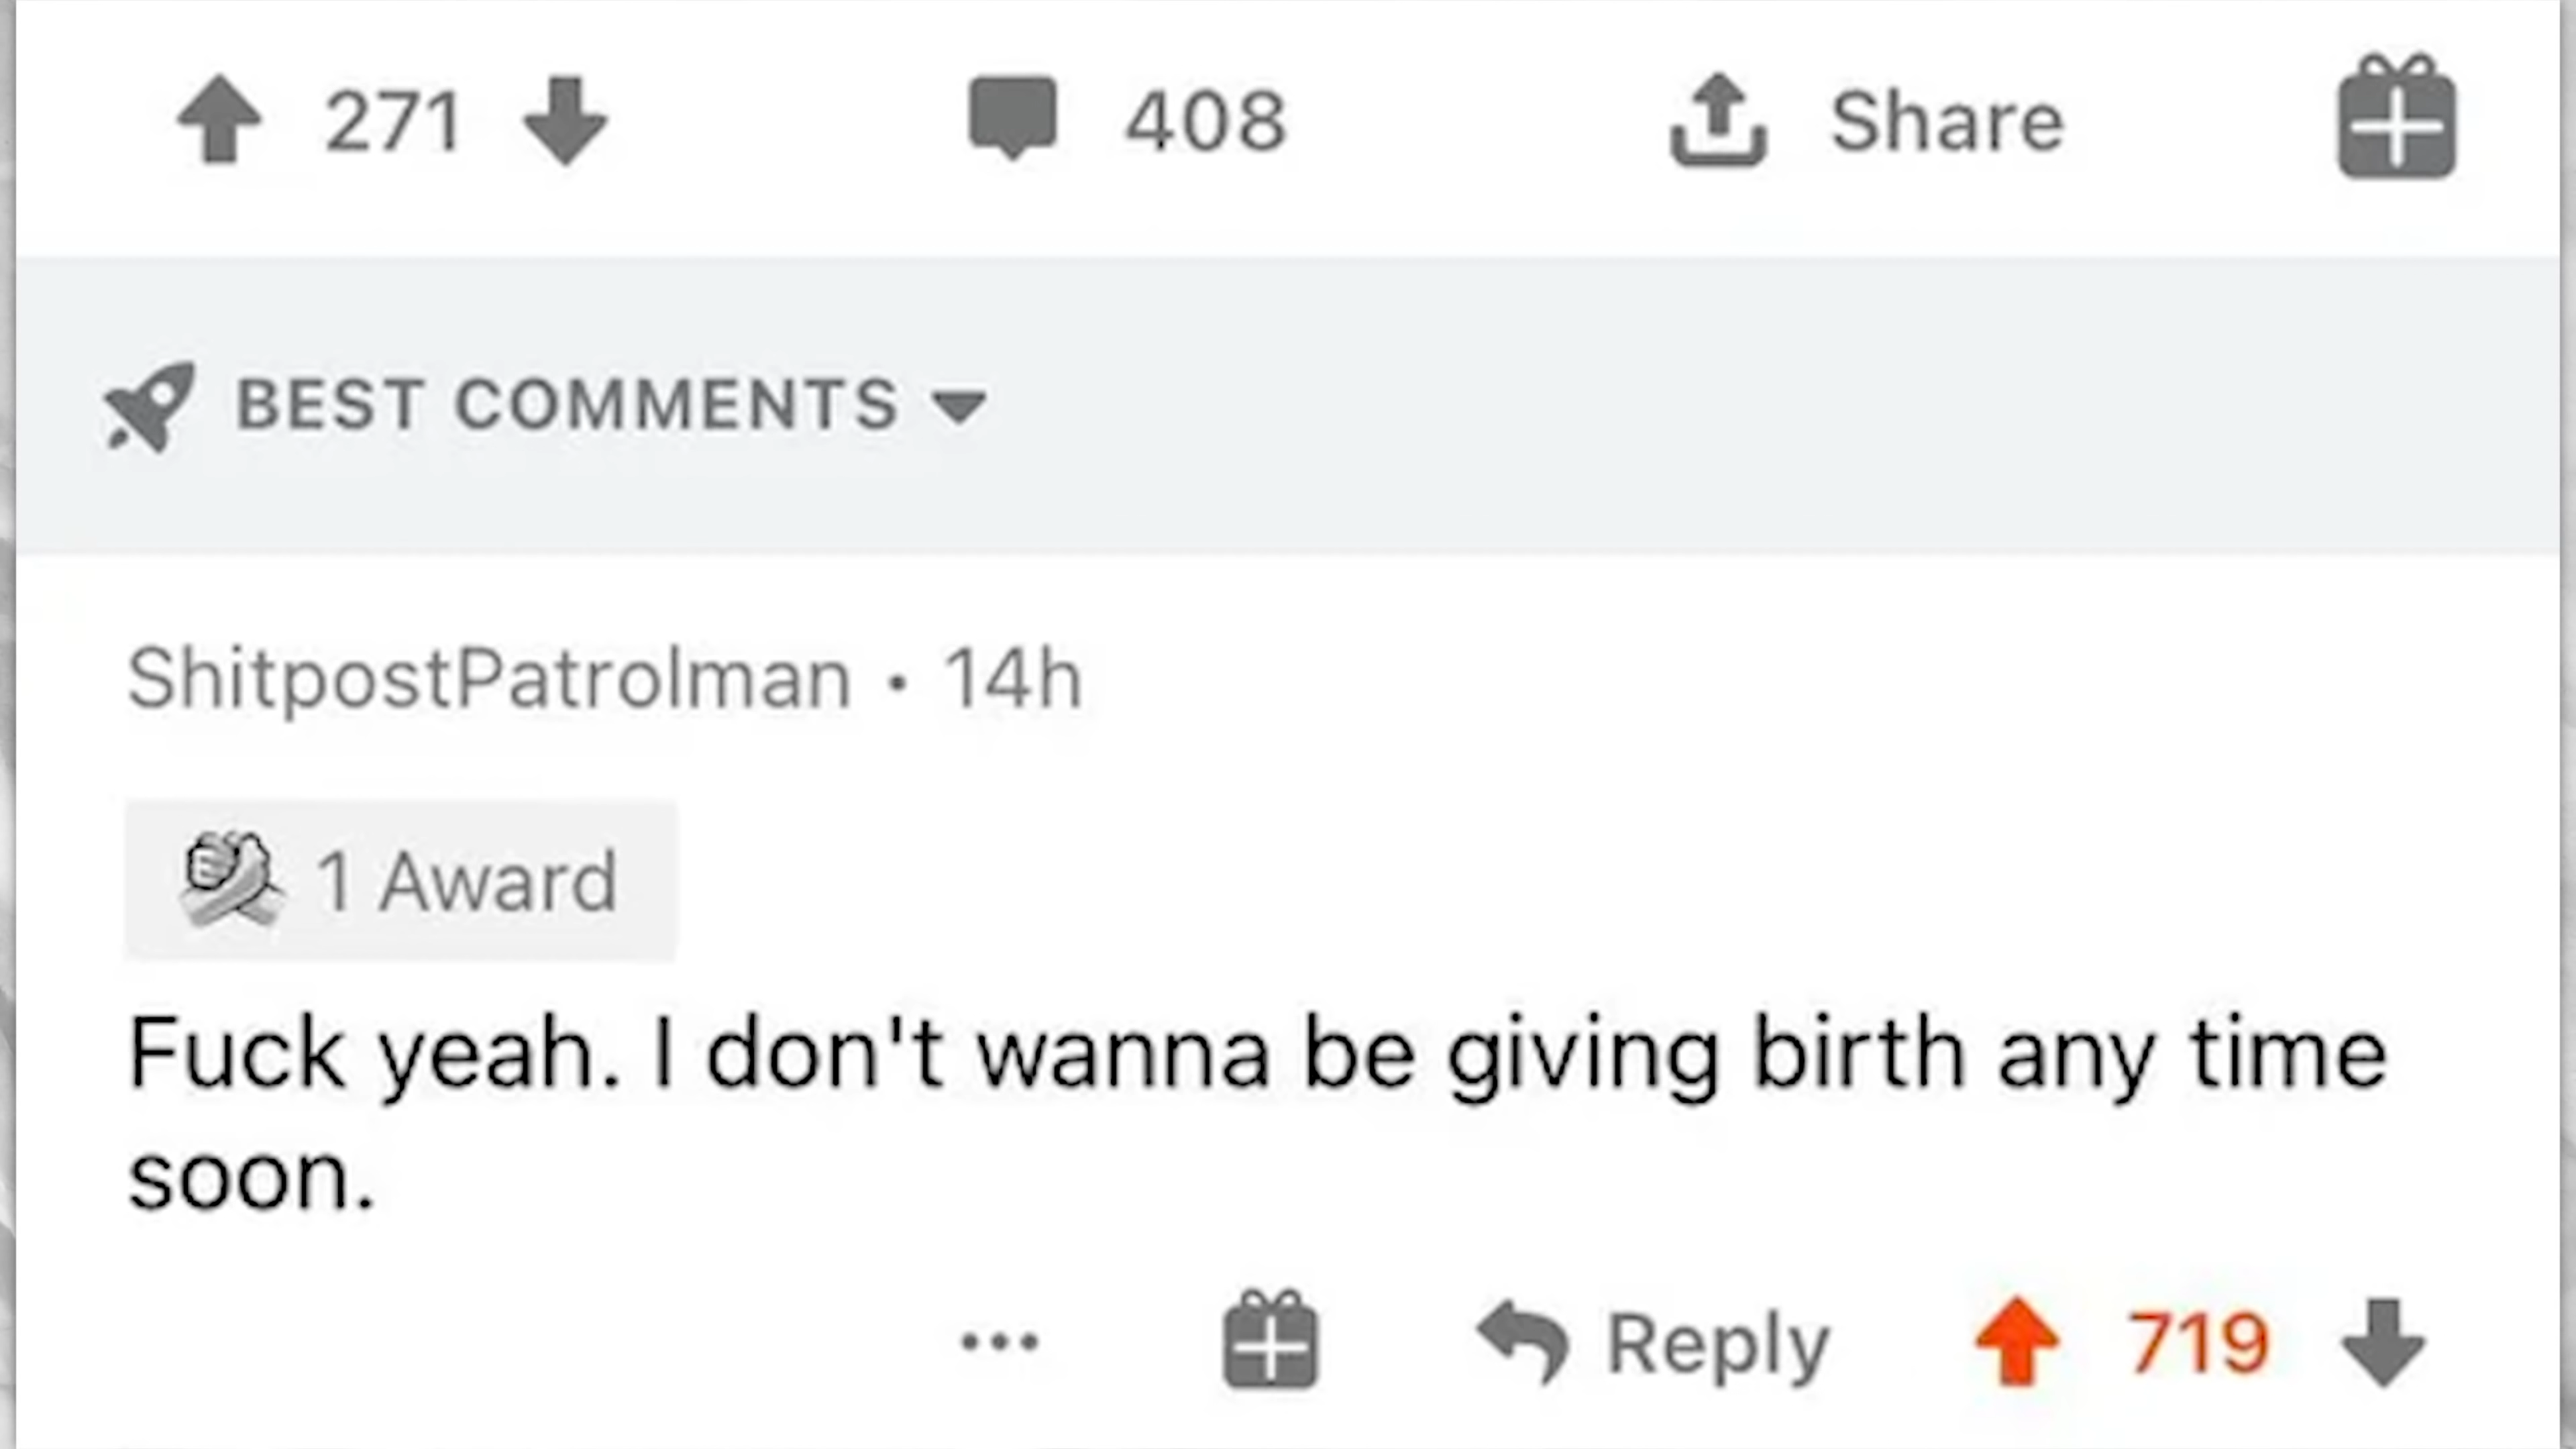 271 408 Share
BEST COMMENTS
ShitpostPatrolman • 14h
1 Award
Fuck yeah. I don't wanna be giving birth any time
soon.
Reply 719